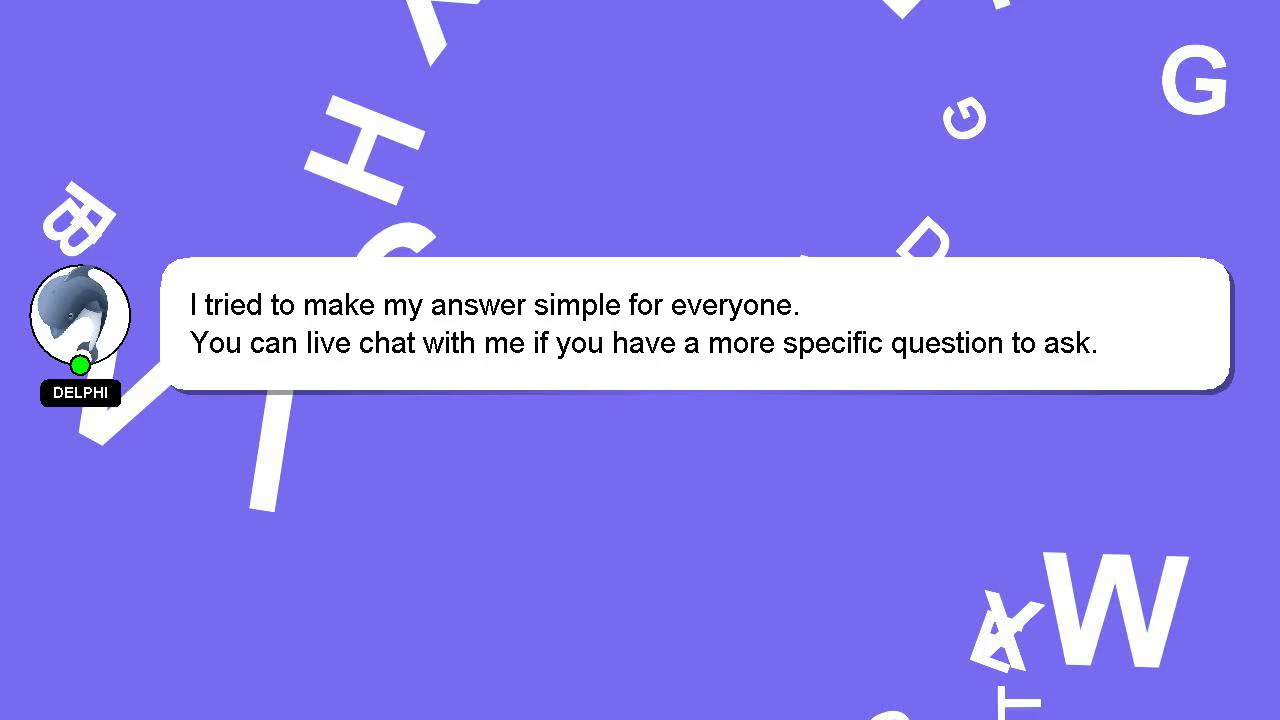 I tried to make my answer simple for everyone.
You can live chat with me if you have a more specific question to ask.
DELPHI
G
G
H
D
W
T